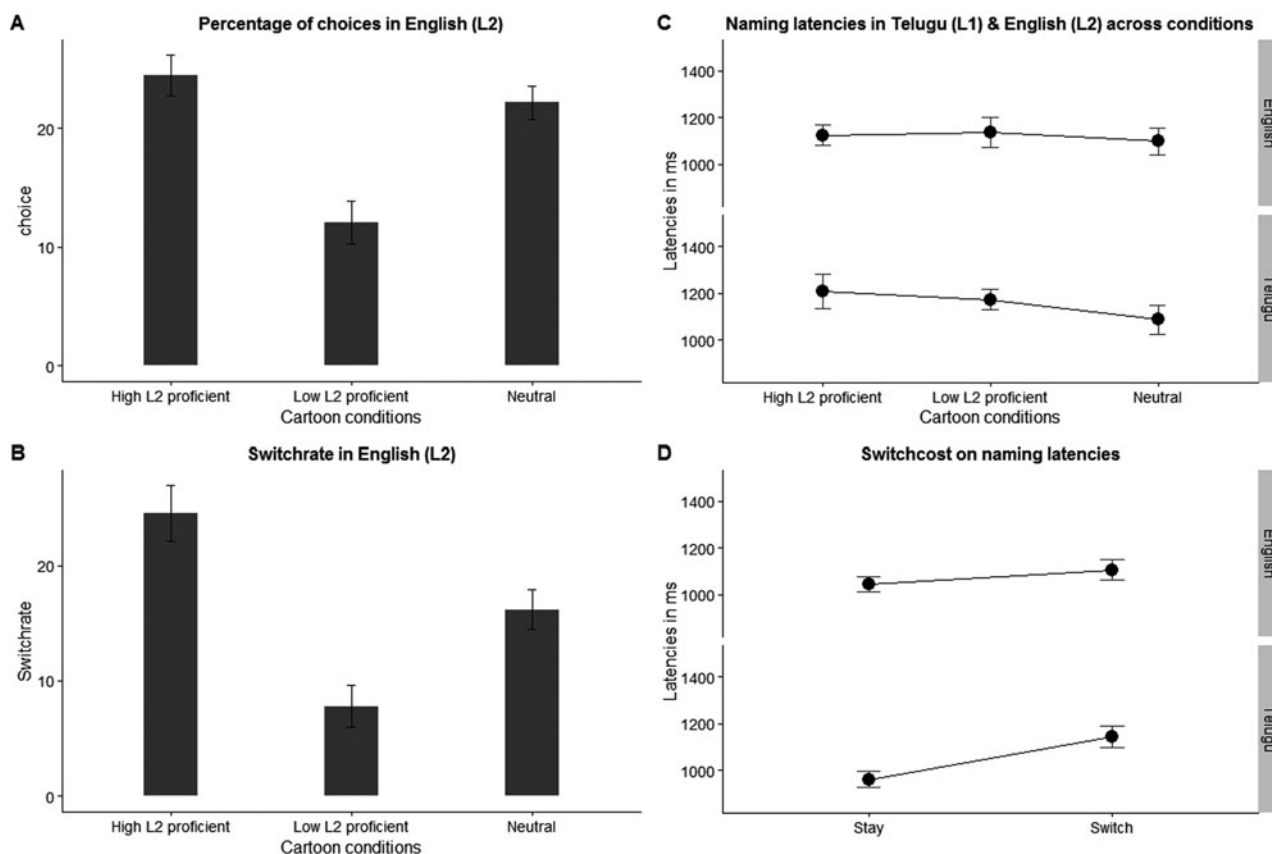 A
Percentage of choices in English (L2)
choice
20
10
0
High L2 proficient
Low L2 proficient
Neutral
Cartoon conditions
B
Switchrate in English (L2)
Switchrate
20
10
0
High L2 proficient
Low L2 proficient
Neutral
Cartoon conditions
C
Naming latencies in Telugu (L1) & English (L2) across conditions
Latencies in ms
1400
1200
1000
English
1400
1200
1000
Telugu
High L2 proficient
Low L2 proficient
Neutral
Cartoon conditions
D
Switchcost on naming latencies
Latencies in ms
1400
1200
1000
English
1400
1200
1000
Telugu
Stay
Switch